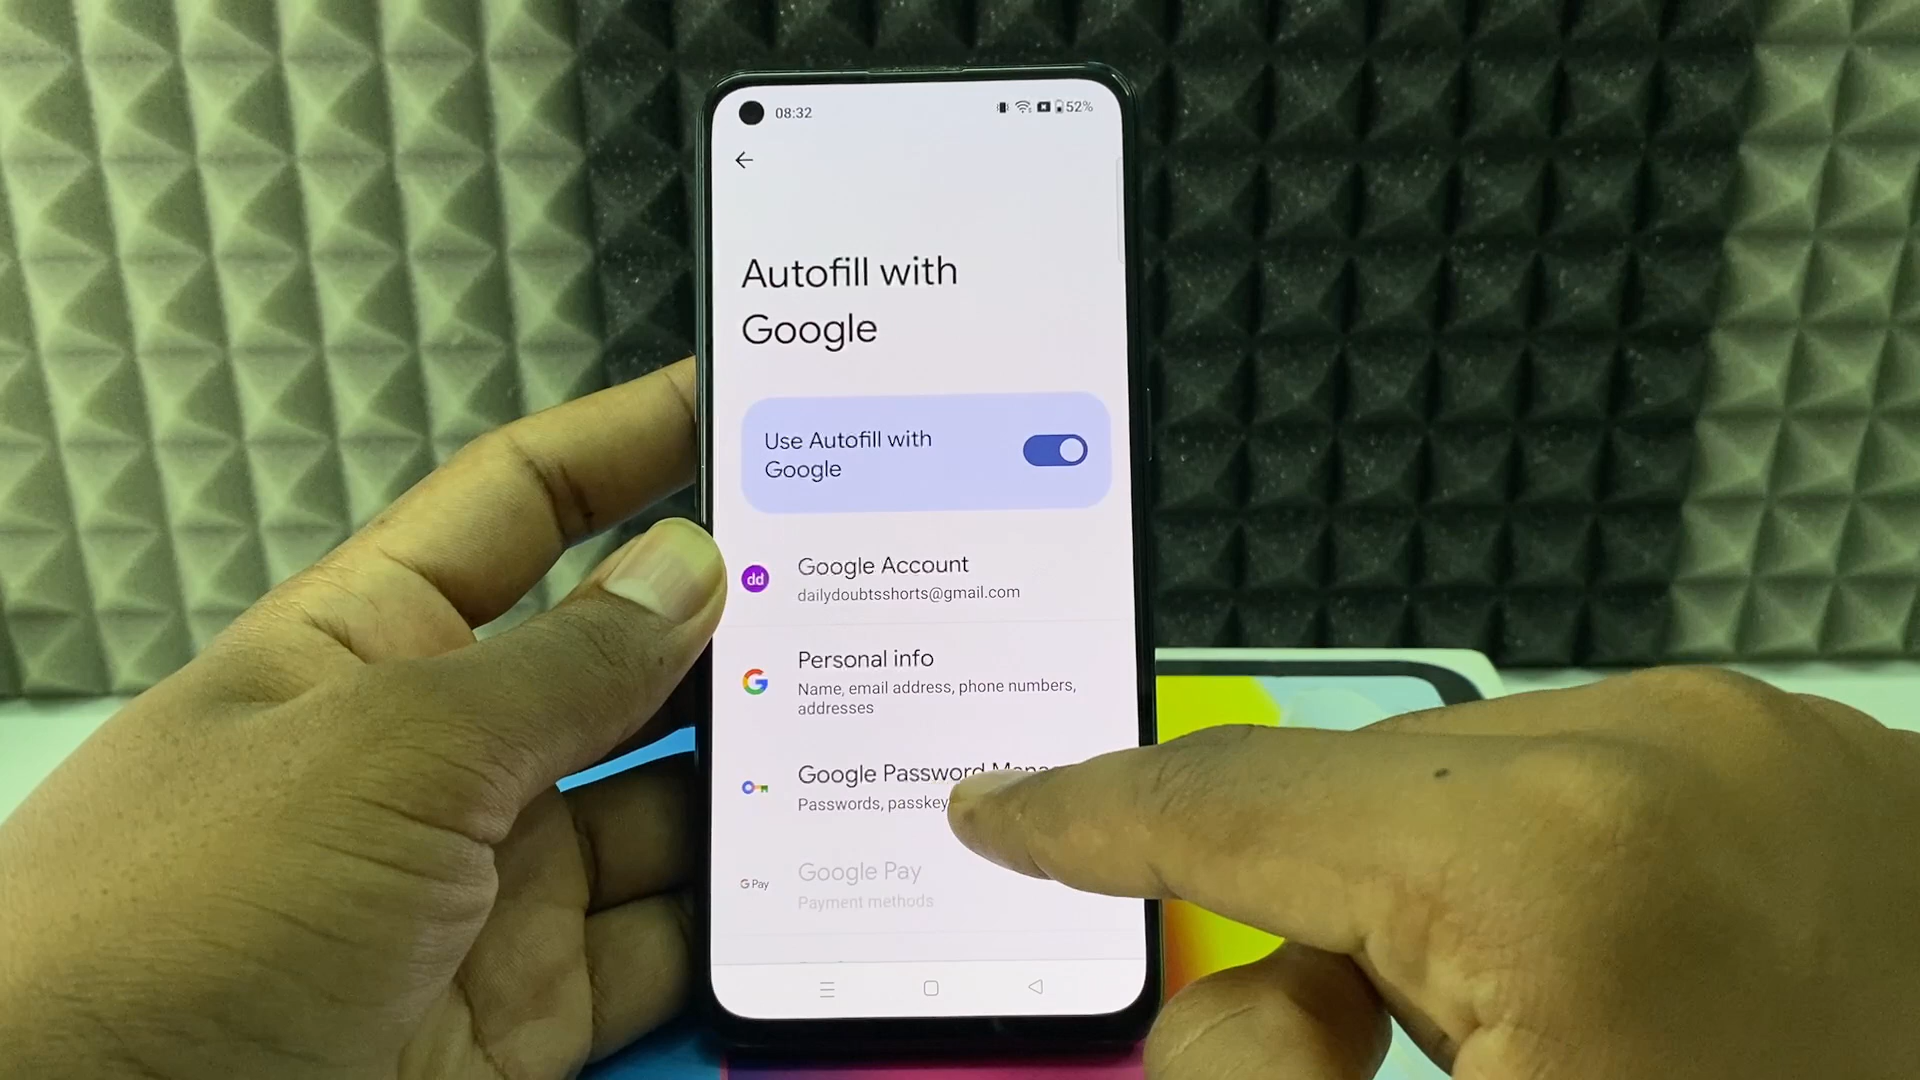 08:32
52%
Autofill with
Google
Use Autofill with
Google
dd
Google Account
dailydoubtsshorts@gmail.com
G
Personal info
Name, email address, phone numbers,
addresses
Google Password
Passwords, passkey
G Pay
Google Pay
Payment methods